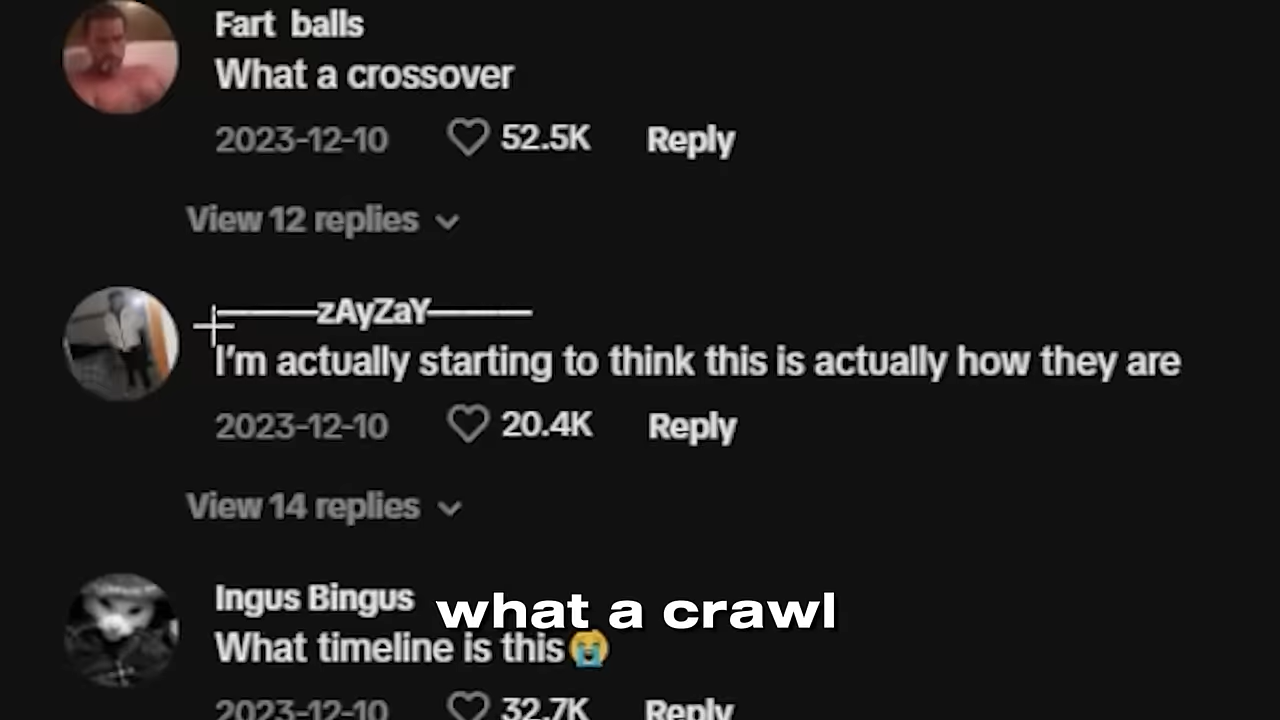 Fart balls
What a crossover
2023-12-10 52.5K Reply
View 12 replies
———zAyZaY———
I'm actually starting to think this is actually how they are
2023-12-10 20.4K Reply
View 14 replies
Ingus Bingus
what a crawl
What timeline is this😭
2023-12-10 32.7K Reply